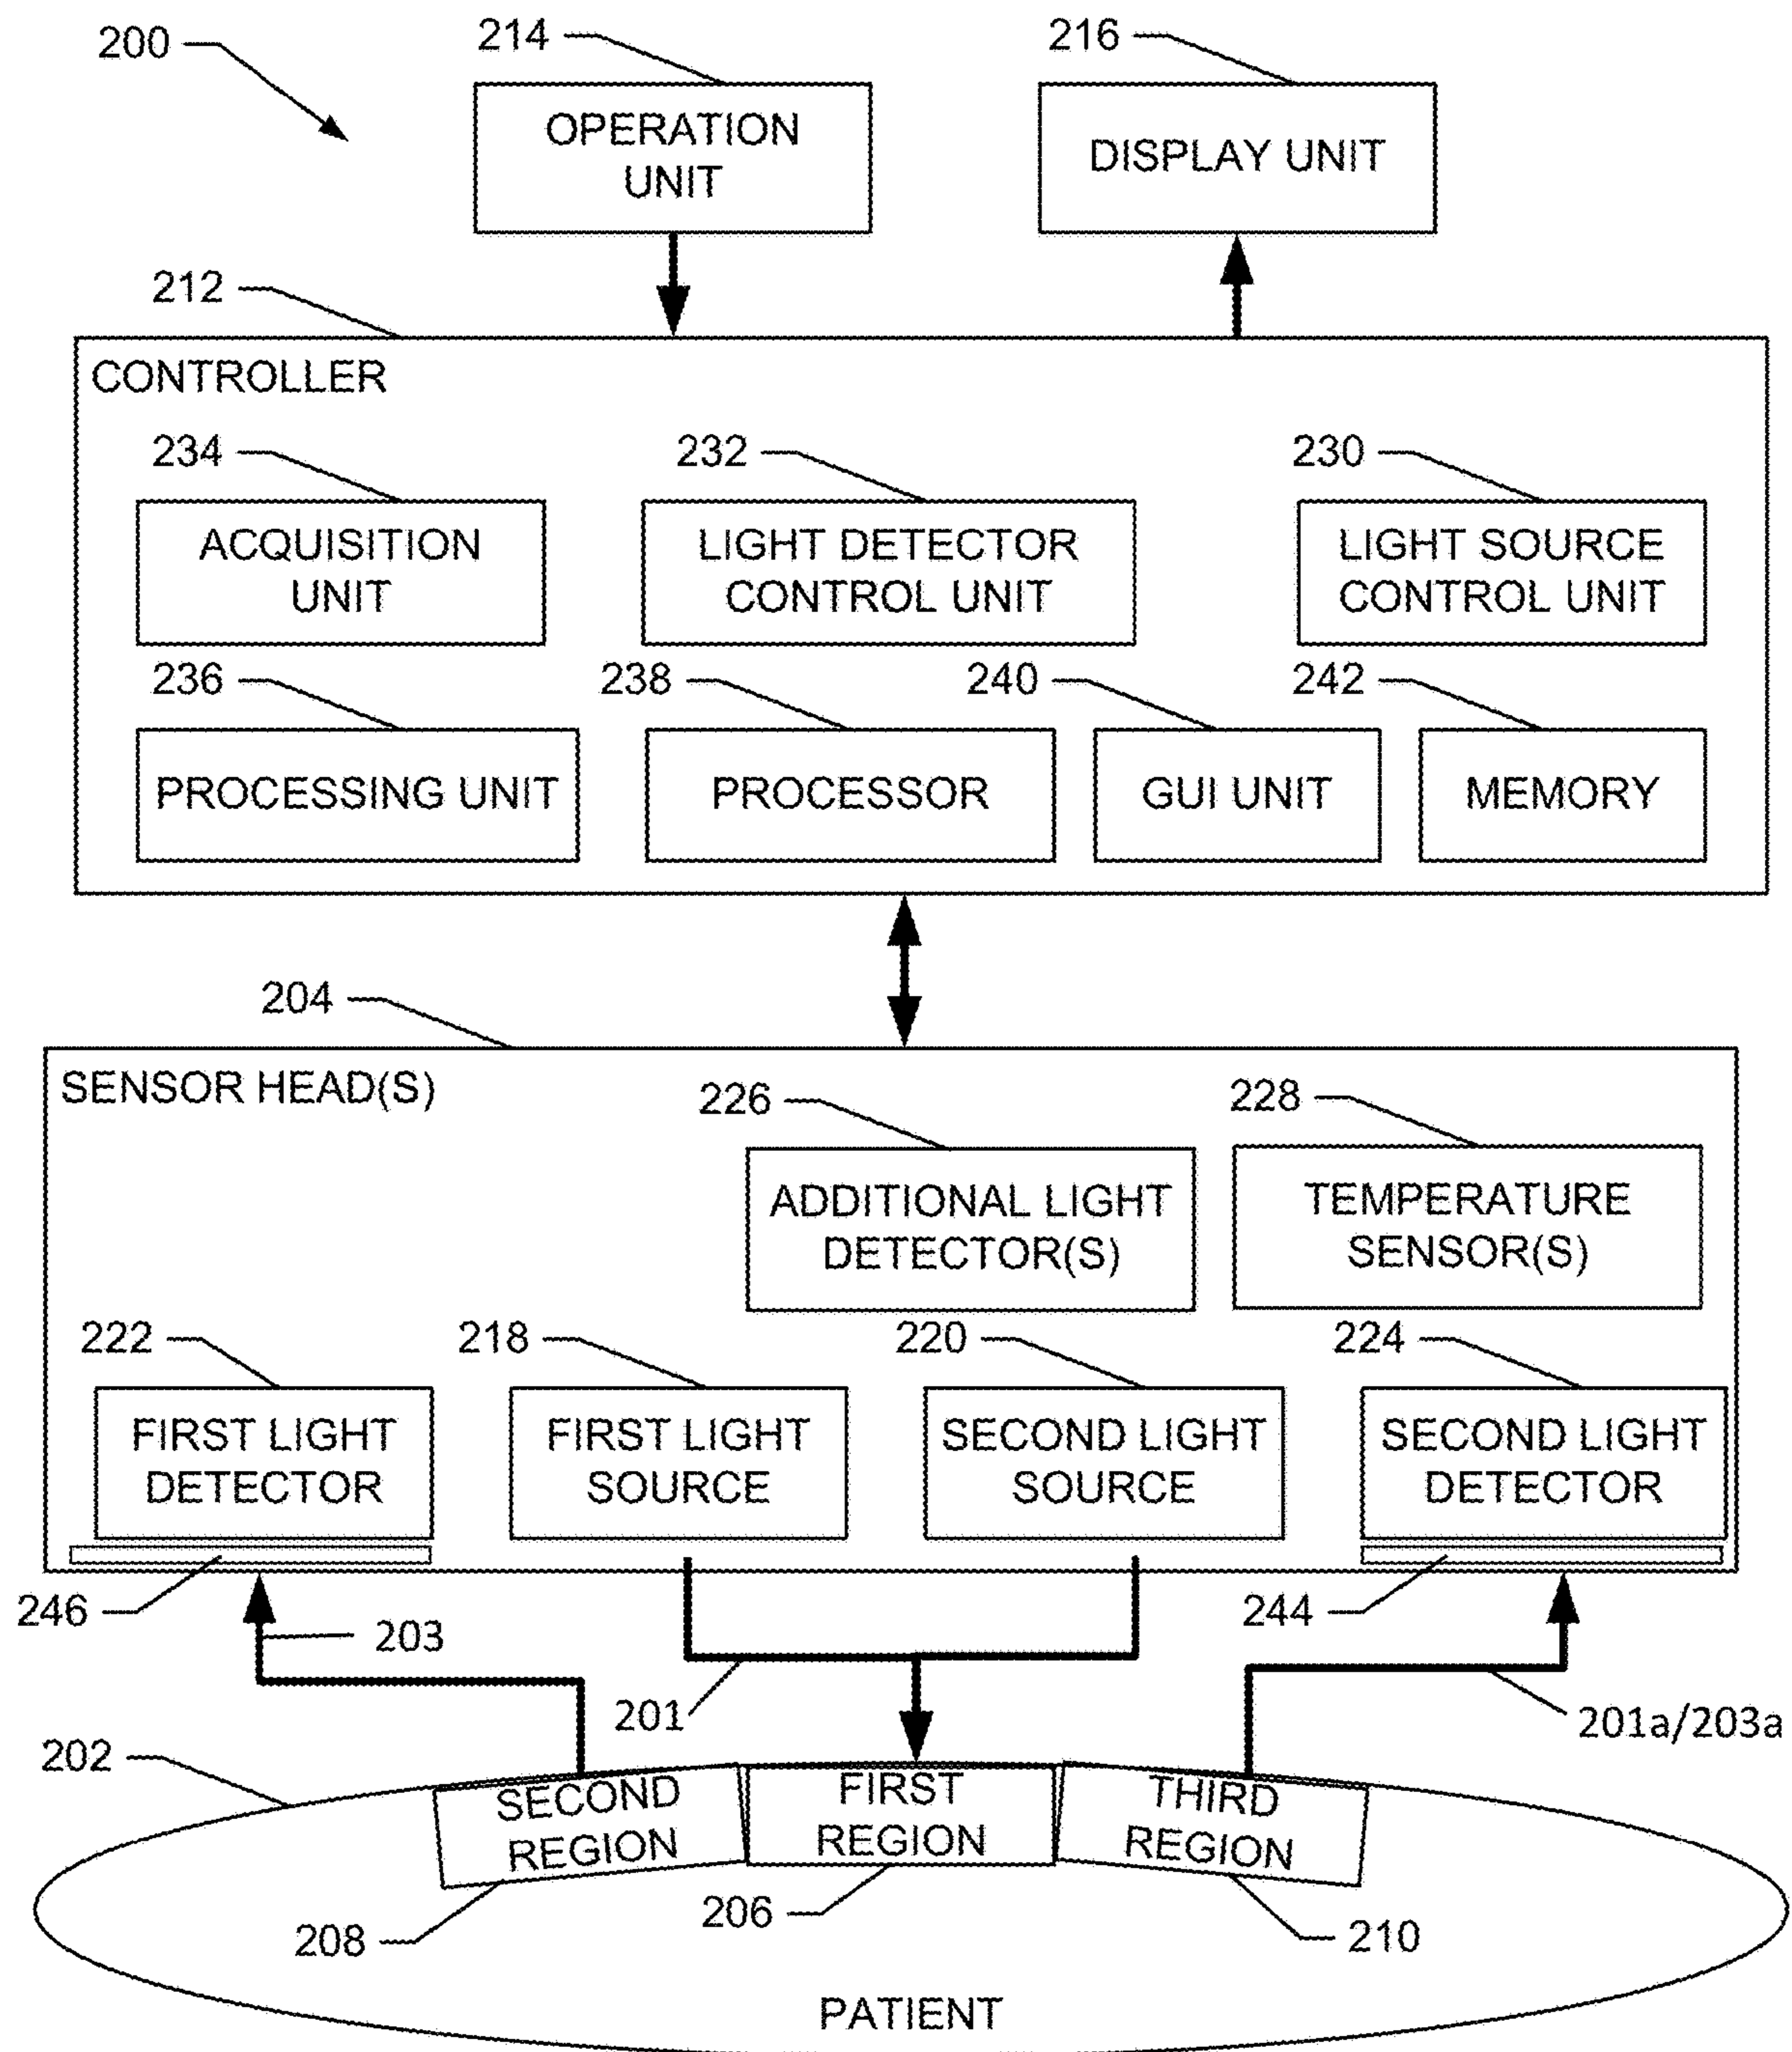 200
214
216
OPERATION
UNIT
DISPLAY UNIT
212
CONTROLLER
234
232
230
ACQUISITION
UNIT
LIGHT DETECTOR
CONTROL UNIT
LIGHT SOURCE
CONTROL UNIT
236
238
240
242
PROCESSING UNIT
PROCESSOR
GUI UNIT
MEMORY
204
SENSOR HEAD(S)
226
228
ADDITIONAL LIGHT
DETECTOR(S)
TEMPERATURE
SENSOR(S)
222
218
220
224
FIRST LIGHT
DETECTOR
FIRST LIGHT
SOURCE
SECOND LIGHT
SOURCE
SECOND LIGHT
DETECTOR
246
203
244
201
201a/203a
202
SECOND
REGION
FIRST
REGION
THIRD
REGION
208
206
210
PATIENT